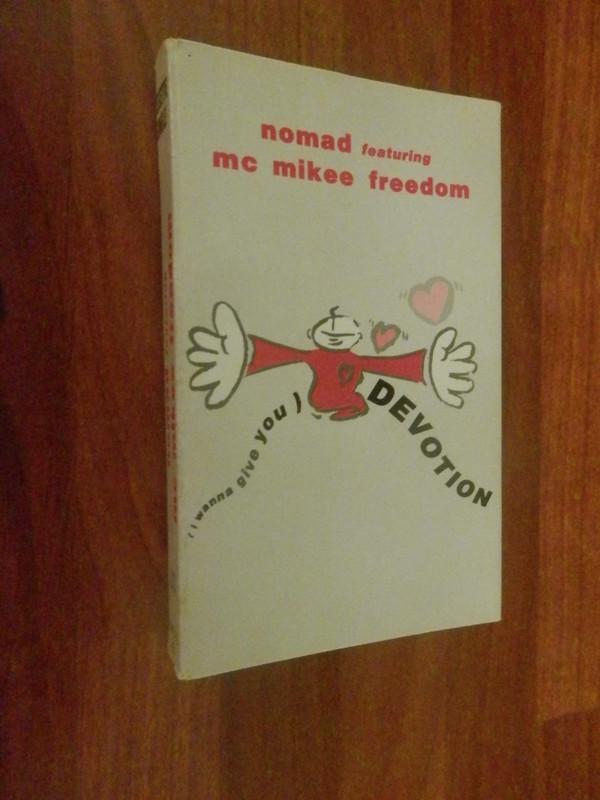 nomad featuring
mc mikee freedom
(i wanna give you)
DEVOTION